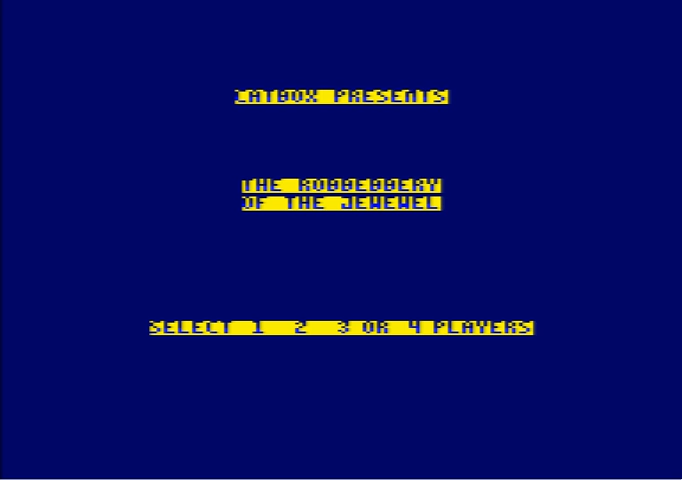 CATBOX PRESENTS
THE ROBBEBBERY
OF THE JEWEWEL
SELECT 1 2 3 OR 4 PLAYERS